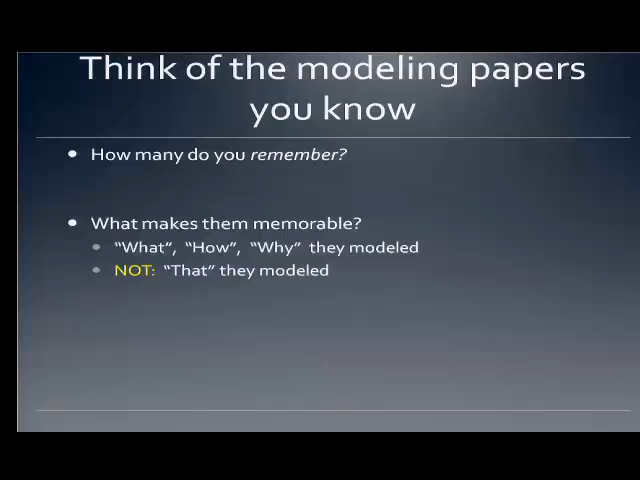 Think of the modeling papers
you know
• How many do you remember?
• What makes them memorable?
• “What”, “How”, “Why” they modeled
• NOT: “That” they modeled